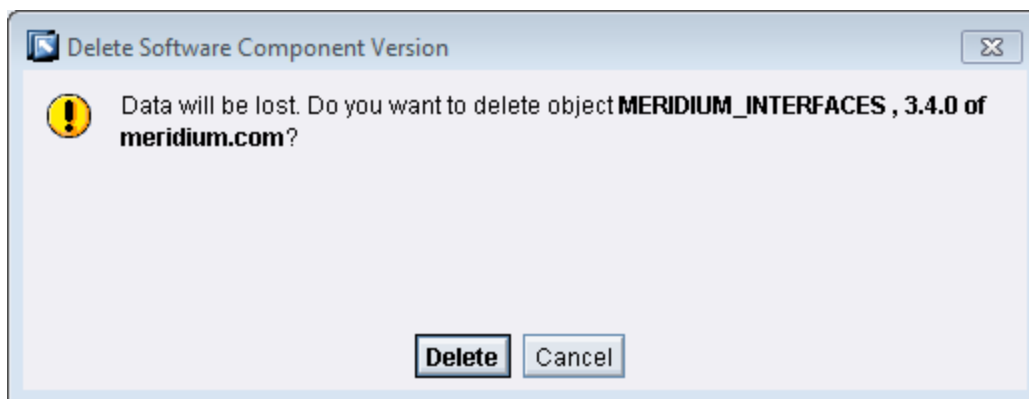 Delete Software Component Version
Data will be lost. Do you want to delete object MERIDIUM_INTERFACES , 3.4.0 of
meridium.com?
Delete
Cancel